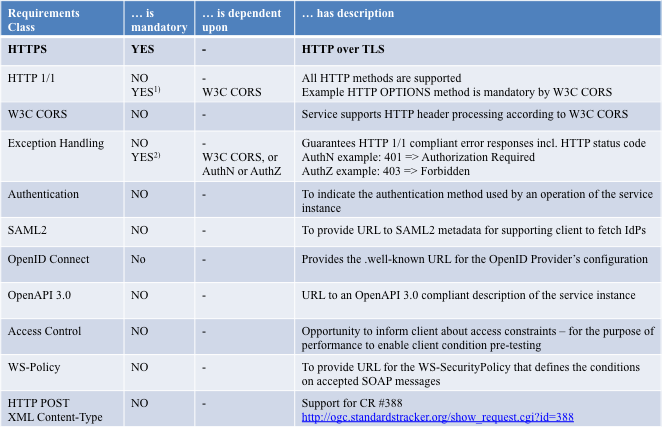 Requirements Class
… is mandatory
… is dependent upon
… has description
HTTPS
YES
-
HTTP over TLS
HTTP 1/1
NO
YES1)
-
W3C CORS
All HTTP methods are supported
Example HTTP OPTIONS method is mandatory by W3C CORS
W3C CORS
NO
-
Service supports HTTP header processing according to W3C CORS
Exception Handling
NO
YES2)
-
W3C CORS, or
AuthN or AuthZ
Guarantees HTTP 1/1 compliant error responses incl. HTTP status code
AuthN example: 401 => Authorization Required
AuthZ example: 403 => Forbidden
Authentication
NO
-
To indicate the authentication method used by an operation of the service
instance
SAML2
NO
-
To provide URL to SAML2 metadata for supporting client to fetch IdPs
OpenID Connect
No
-
Provides the .well-known URL for the OpenID Provider’s configuration
OpenAPI 3.0
NO
-
URL to an OpenAPI 3.0 compliant description of the service instance
Access Control
NO
-
Opportunity to inform client about access constraints – for the purpose of
performance to enable client condition pre-testing
WS-Policy
NO
-
To provide URL for the WS-SecurityPolicy that defines the conditions
on accepted SOAP messages
HTTP POST
XML Content-Type
NO
-
Support for CR #388
http://ogc.standardstracker.org/show_request.cgi?id=388